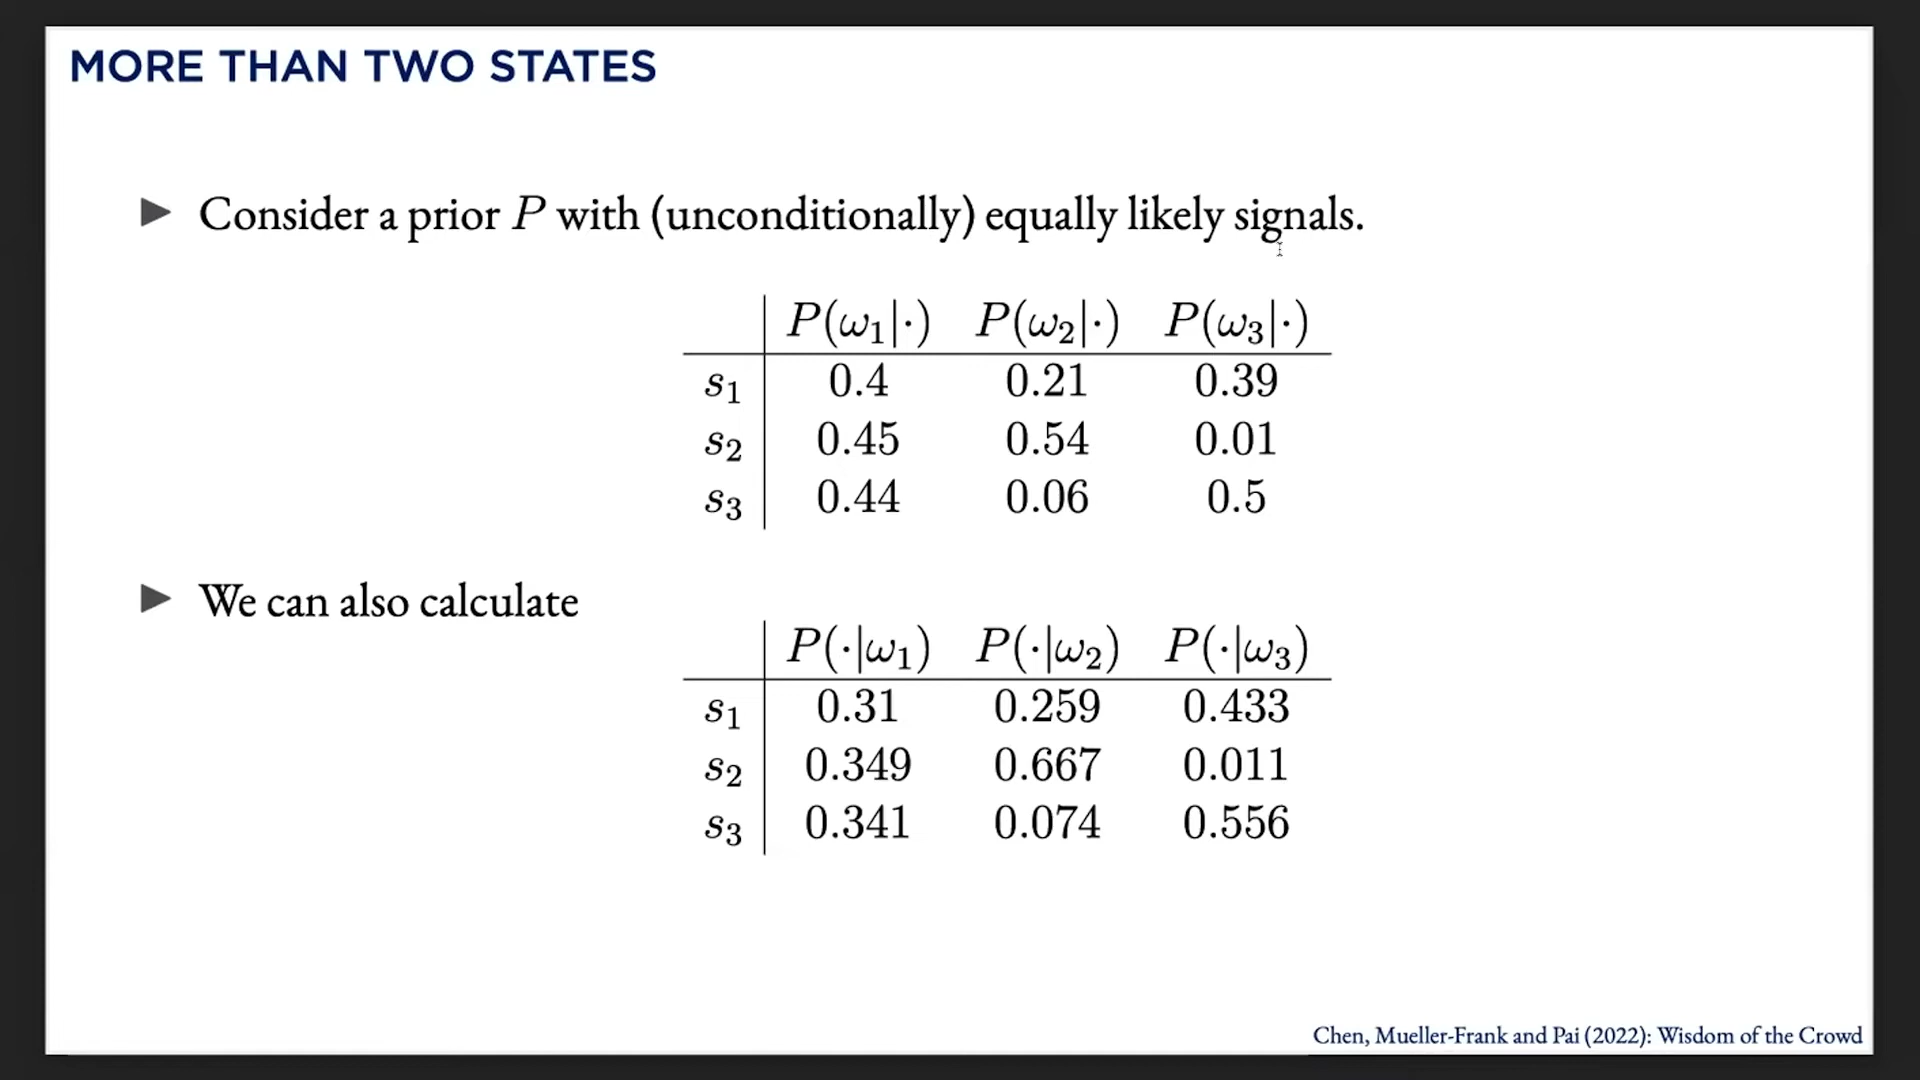 MORE THAN TWO STATES
▶ Consider a prior P with (unconditionally) equally likely signals.
P(ω₁|·) P(ω₂|·) P(ω₃|·)
s₁ 0.4 0.21 0.39
s₂ 0.45 0.54 0.01
s₃ 0.44 0.06 0.5
▶ We can also calculate
P(·|ω₁) P(·|ω₂) P(·|ω₃)
s₁ 0.31 0.259 0.433
s₂ 0.349 0.667 0.011
s₃ 0.341 0.074 0.556
Chen, Mueller-Frank and Pai (2022): Wisdom of the Crowd